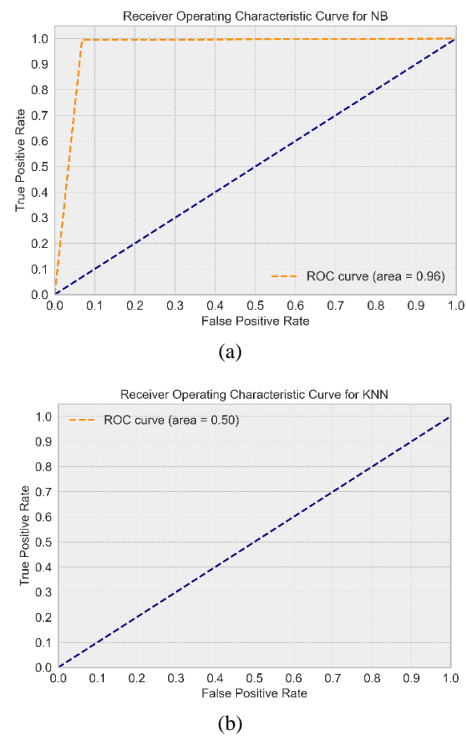 Receiver Operating Characteristic Curve for NB
1.0
0.9
0.8
0.7
0.6
0.5
0.4
0.3
0.2
0.1
0.0
True Positive Rate
ROC curve (area = 0.96)
0.0 0.1 0.2 0.3 0.4 0.5 0.6 0.7 0.8 0.9 1.0
False Positive Rate
(a)
Receiver Operating Characteristic Curve for KNN
1.0
0.9
0.8
0.7
0.6
0.5
0.4
0.3
0.2
0.1
0.0
True Positive Rate
ROC curve (area = 0.50)
0.0 0.1 0.2 0.3 0.4 0.5 0.6 0.7 0.8 0.9 1.0
False Positive Rate
(b)